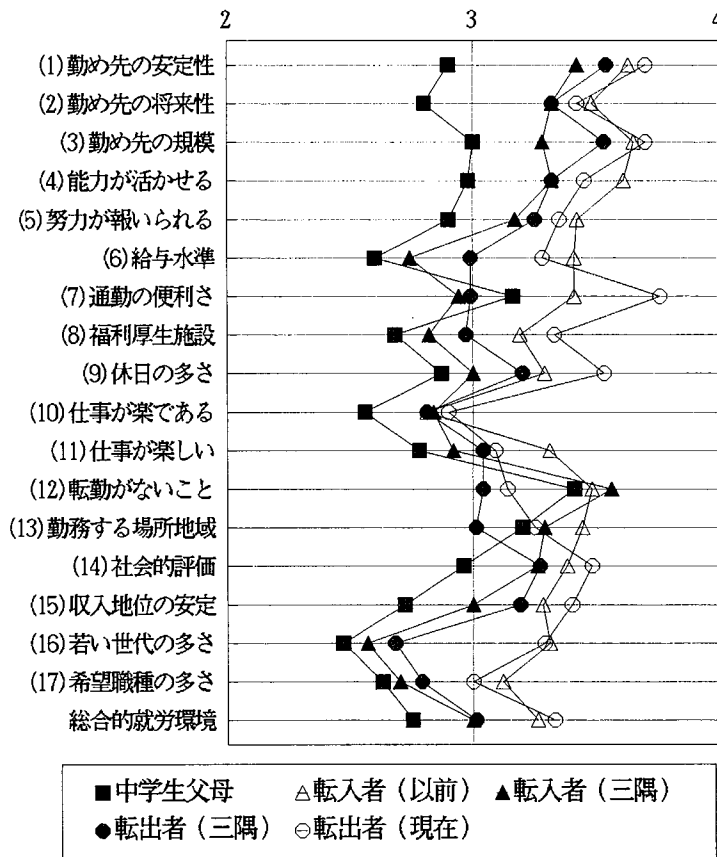 2 3 4
(1)勤め先の安定性
(2)勤め先の将来性
(3)勤め先の規模
(4)能力が活かせる
(5)努力が報いられる
(6)給与水準
(7)通勤の便利さ
(8)福利厚生施設
(9)休日の多さ
(10)仕事が楽である
(11)仕事が楽しい
(12)転勤がないこと
(13)勤務する場所地域
(14)社会的評価
(15)収入地位の安定
(16)若い世代の多さ
(17)希望職種の多さ
総合的就労環境
■中学生父母 △転入者(以前) ▲転入者(三隅)
●転出者(三隅) ○転出者(現在)